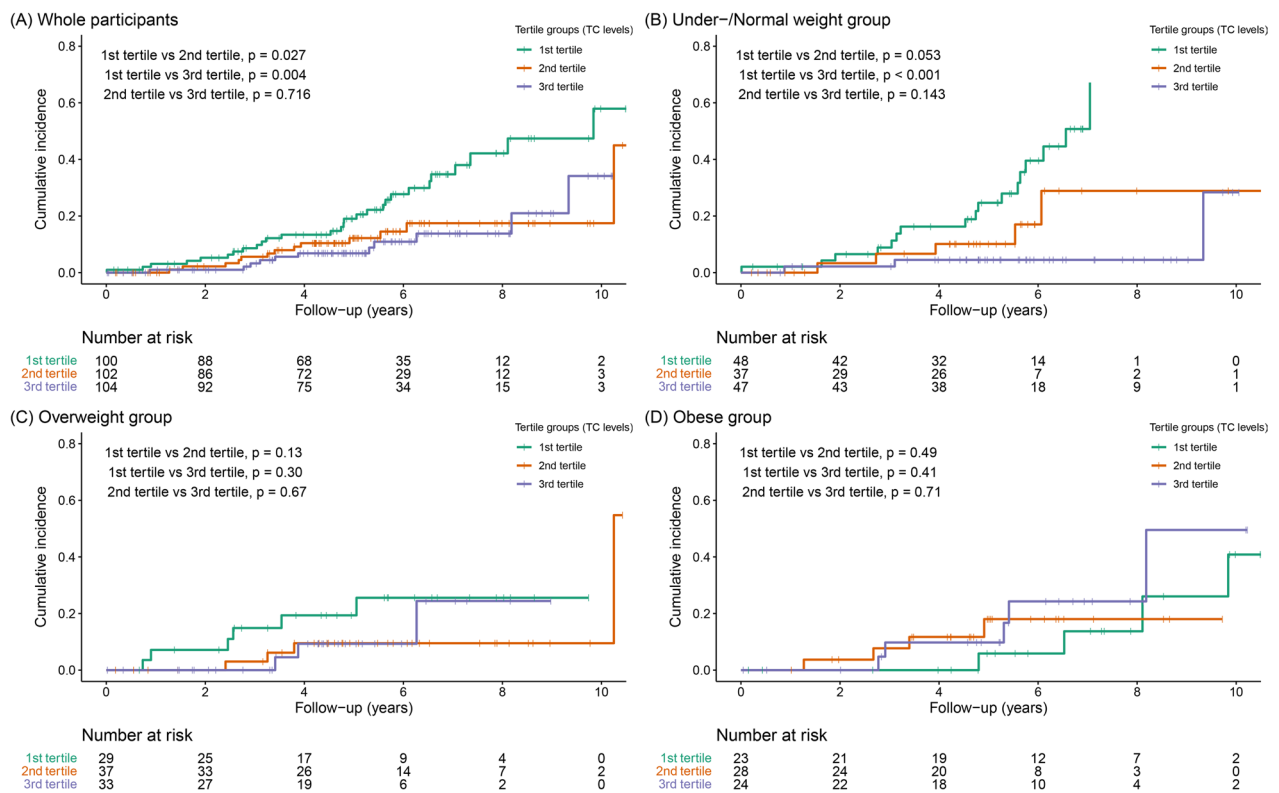 (A) Whole participants
Tertile groups (TC levels)
1st tertile
2nd tertile
3rd tertile
1st tertile vs 2nd tertile, p = 0.027
1st tertile vs 3rd tertile, p = 0.004
2nd tertile vs 3rd tertile, p = 0.716
Cumulative incidence
0.8
0.6
0.4
0.2
0.0
0 2 4 6 8 10
Follow−up (years)
Number at risk
1st tertile 100 88 68 35 12 2
2nd tertile 102 86 72 29 12 3
3rd tertile 104 92 75 34 15 3
(B) Under−/Normal weight group
Tertile groups (TC levels)
1st tertile
2nd tertile
3rd tertile
1st tertile vs 2nd tertile, p = 0.053
1st tertile vs 3rd tertile, p < 0.001
2nd tertile vs 3rd tertile, p = 0.143
Cumulative incidence
0.8
0.6
0.4
0.2
0.0
0 2 4 6 8 10
Follow−up (years)
Number at risk
1st tertile 48 42 32 14 1 0
2nd tertile 37 29 26 7 2 1
3rd tertile 47 43 38 18 9 1
(C) Overweight group
Tertile groups (TC levels)
1st tertile
2nd tertile
3rd tertile
1st tertile vs 2nd tertile, p = 0.13
1st tertile vs 3rd tertile, p = 0.30
2nd tertile vs 3rd tertile, p = 0.67
Cumulative incidence
0.8
0.6
0.4
0.2
0.0
0 2 4 6 8 10
Follow−up (years)
Number at risk
1st tertile 29 25 17 9 4 0
2nd tertile 37 33 26 14 7 2
3rd tertile 33 27 19 6 2 0
(D) Obese group
Tertile groups (TC levels)
1st tertile
2nd tertile
3rd tertile
1st tertile vs 2nd tertile, p = 0.49
1st tertile vs 3rd tertile, p = 0.41
2nd tertile vs 3rd tertile, p = 0.71
Cumulative incidence
0.8
0.6
0.4
0.2
0.0
0 2 4 6 8 10
Follow−up (years)
Number at risk
1st tertile 23 21 19 12 7 2
2nd tertile 28 24 20 8 3 0
3rd tertile 24 22 18 10 4 2